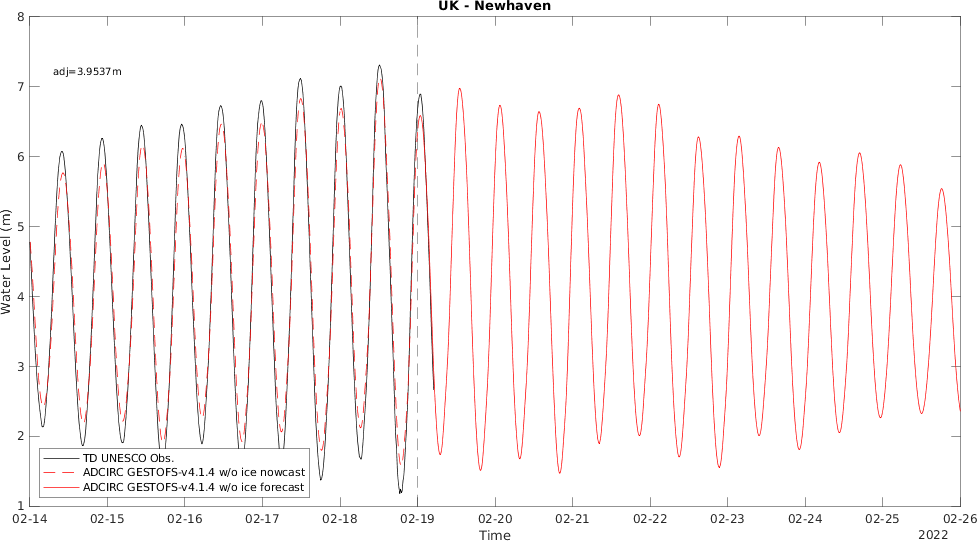 UK - Newhaven
8
7
6
5
4
3
2
1
Water Level (m)
adj=3.9537m
TD UNESCO Obs.
ADCIRC GESTOFS-v4.1.4 w/o ice nowcast
ADCIRC GESTOFS-v4.1.4 w/o ice forecast
02-14 02-15 02-16 02-17 02-18 02-19 02-20 02-21 02-22 02-23 02-24 02-25 02-26
Time
2022